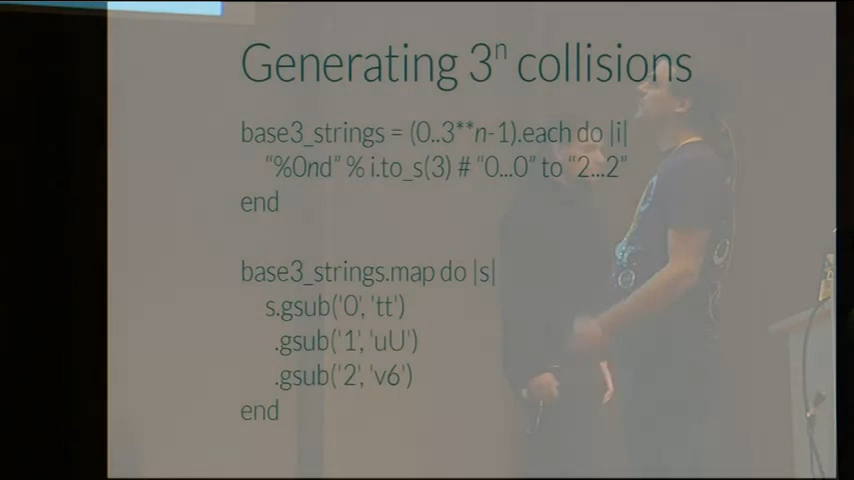 Generating 3ⁿ collisions
base3_strings = (0..3**n-1).each do |i|
“%0nd” % i.to_s(3) # “0...0” to “2...2”
end
base3_strings.map do |s|
s.gsub('0', 'tt')
.gsub('1', 'uU')
.gsub('2', 'v6')
end